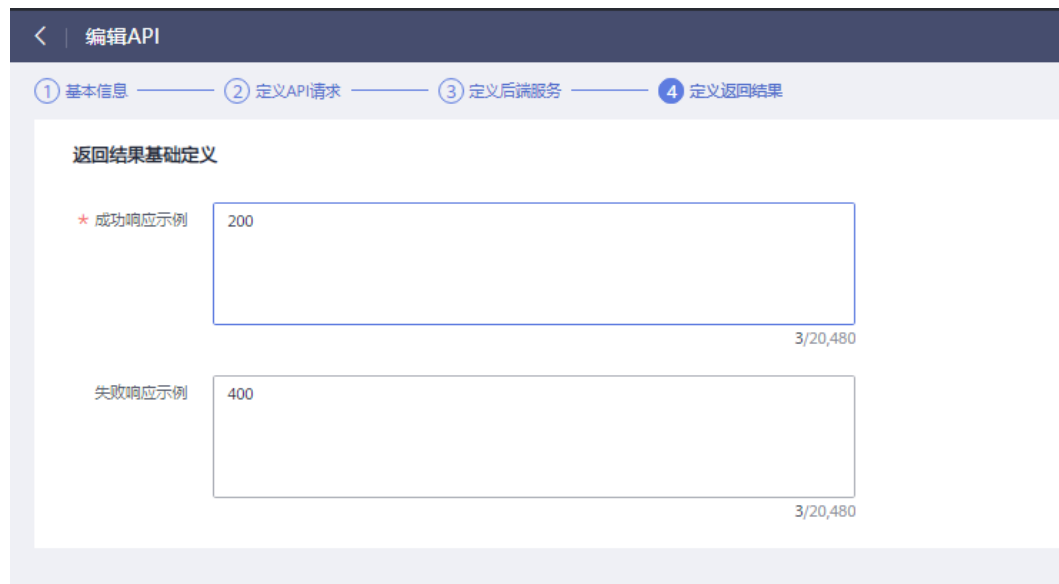 编辑API
1 基本信息 2 定义API请求 3 定义后端服务 4 定义返回结果
返回结果基础定义
* 成功响应示例 200
3/20,480
失败响应示例 400
3/20,480